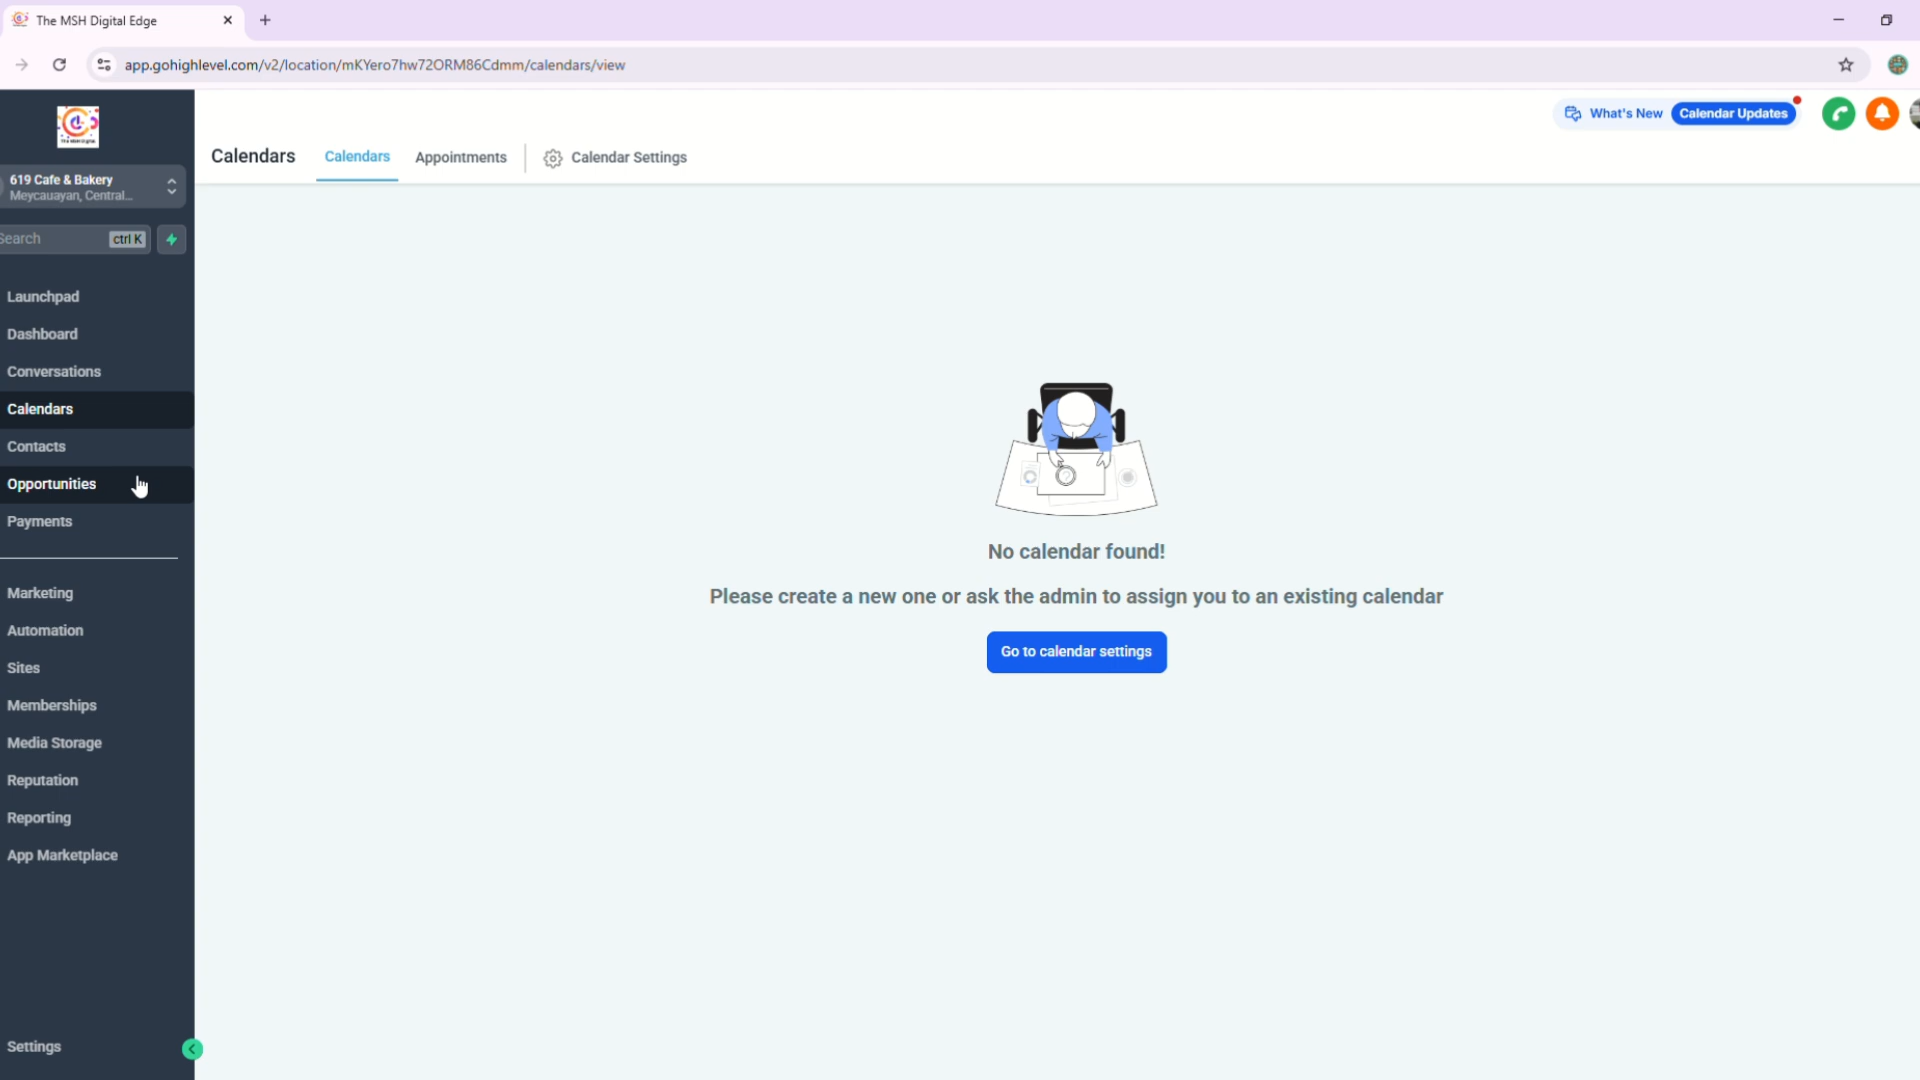 The MSH Digital Edge
app.gohighlevel.com/v2/location/mKYero7hw72ORM86Cdmm/calendars/view
What's New
Calendar Updates
Calendars
Calendars
Appointments
Calendar Settings
619 Cafe & Bakery
Meycauayan, Central...
Search
ctrl K
Launchpad
Dashboard
Conversations
Calendars
Contacts
Opportunities
Payments
Marketing
Automation
Sites
Memberships
Media Storage
Reputation
Reporting
App Marketplace
Settings
No calendar found!
Please create a new one or ask the admin to assign you to an existing calendar
Go to calendar settings